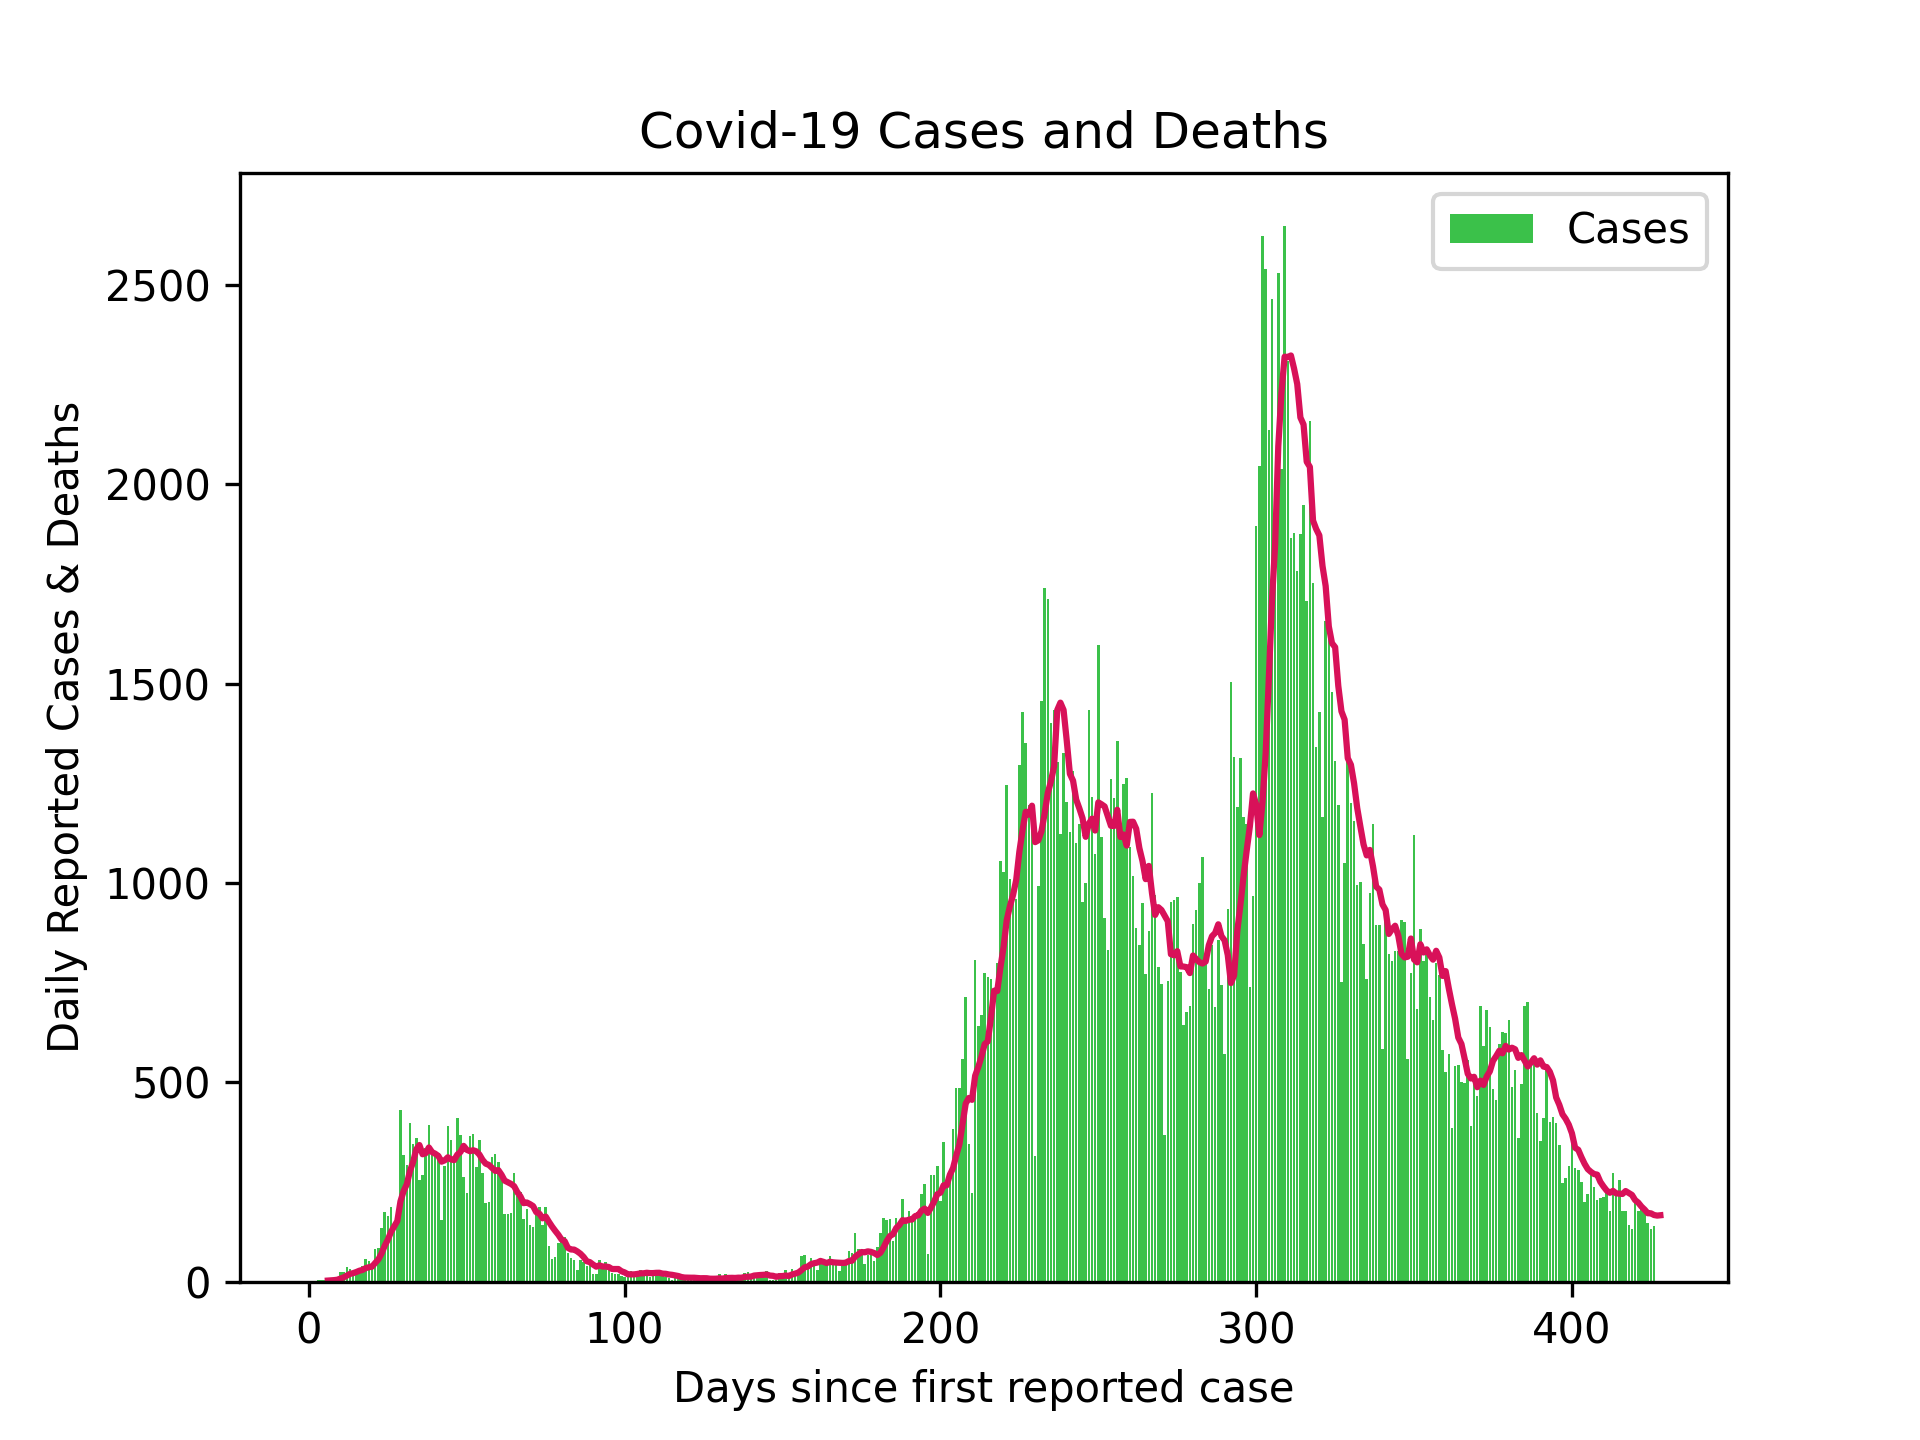 Covid-19 Cases and Deaths
Cases
Daily Reported Cases & Deaths
2500
2000
1500
1000
500
0
0 100 200 300 400
Days since first reported case